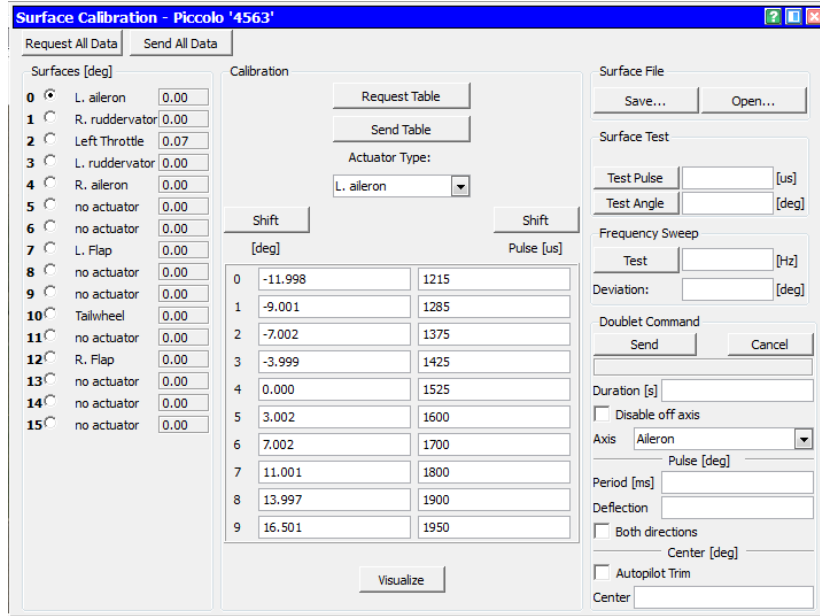 Surface Calibration - Piccolo '4563'
Request All Data Send All Data
Surfaces [deg]
0 L. aileron 0.00
1 R. ruddervator 0.00
2 Left Throttle 0.07
3 L. ruddervator 0.00
4 R. aileron 0.00
5 no actuator 0.00
6 no actuator 0.00
7 L. Flap 0.00
8 no actuator 0.00
9 no actuator 0.00
10 Tailwheel 0.00
11 no actuator 0.00
12 R. Flap 0.00
13 no actuator 0.00
14 no actuator 0.00
15 no actuator 0.00
Calibration
Request Table
Send Table
Actuator Type:
L. aileron
Shift Shift
[deg] Pulse [us]
0 -11.998 1215
1 -9.001 1285
2 -7.002 1375
3 -3.999 1425
4 0.000 1525
5 3.002 1600
6 7.002 1700
7 11.001 1800
8 13.997 1900
9 16.501 1950
Visualize
Surface File
Save... Open...
Surface Test
Test Pulse [us]
Test Angle [deg]
Frequency Sweep
Test [Hz]
Deviation: [deg]
Doublet Command
Send Cancel
Duration [s]
Disable off axis
Axis Aileron
Pulse [deg]
Period [ms]
Deflection
Both directions
Center [deg]
Autopilot Trim
Center